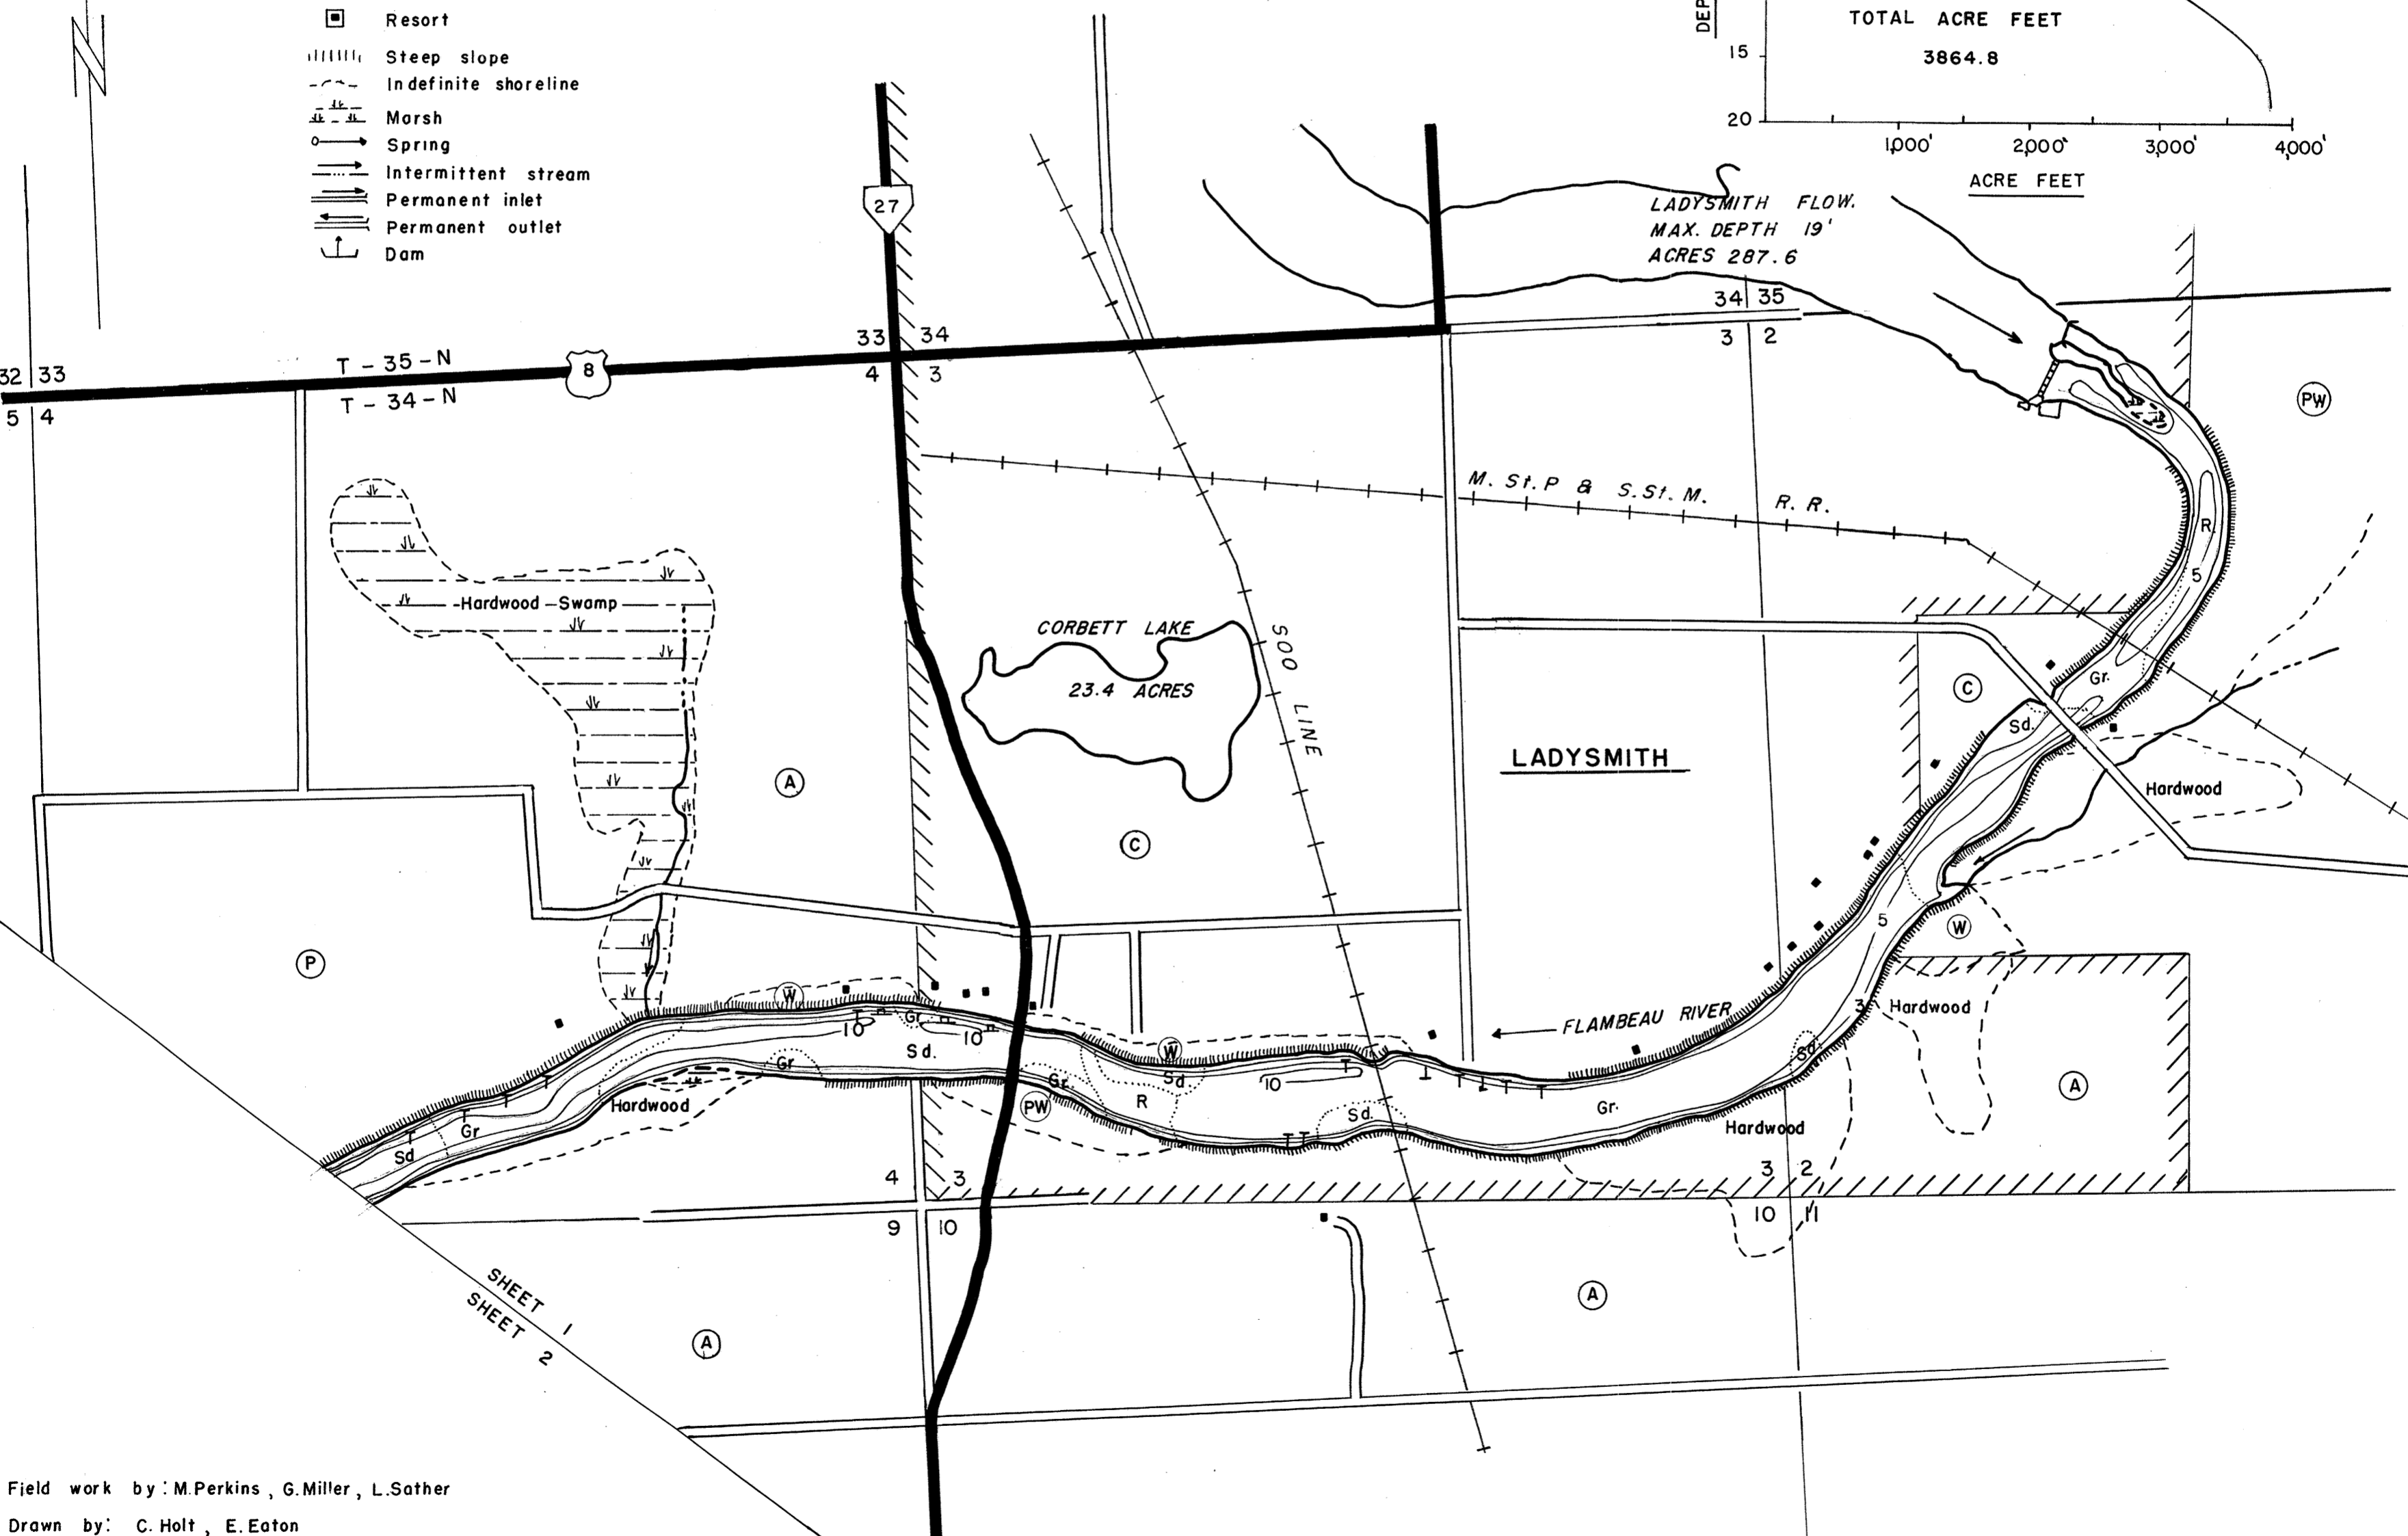 N
Resort
Steep slope
Indefinite shoreline
Marsh
Spring
Intermittent stream
Permanent inlet
Permanent outlet
Dam
DEP
15
20
TOTAL ACRE FEET
3864.8
1,000'
2,000'
3,000'
4,000'
ACRE FEET
LADYSMITH FLOW.
MAX. DEPTH 19'
ACRES 287.6
27
34 35
3 2
33 34
4 3
32 33
5 4
T-35-N
T-34-N
8
PW
M. St.P & S.St.M. R.R.
R.
5
Hardwood Swamp
CORBETT LAKE
23.4 ACRES
SOO LINE
Gr.
C
Sd.
LADYSMITH
A
Hardwood
C
5
W
P
W
3
Hardwood
FLAMBEAU RIVER
T
Gr
10
10
Sd.
W
Sd
Sd
Gr
Gr.
10
T
T
T
T
T
A
T
PW
R
Sd.
Gr.
Hardwood
T
T
Gr
T
Sd
T T
Hardwood
4 3
3 2
9 10
10 11
A
SHEET 1
SHEET 2
A
Field work by: M.Perkins, G.Miller, L.Sather
Drawn by: C. Holt, E. Eaton